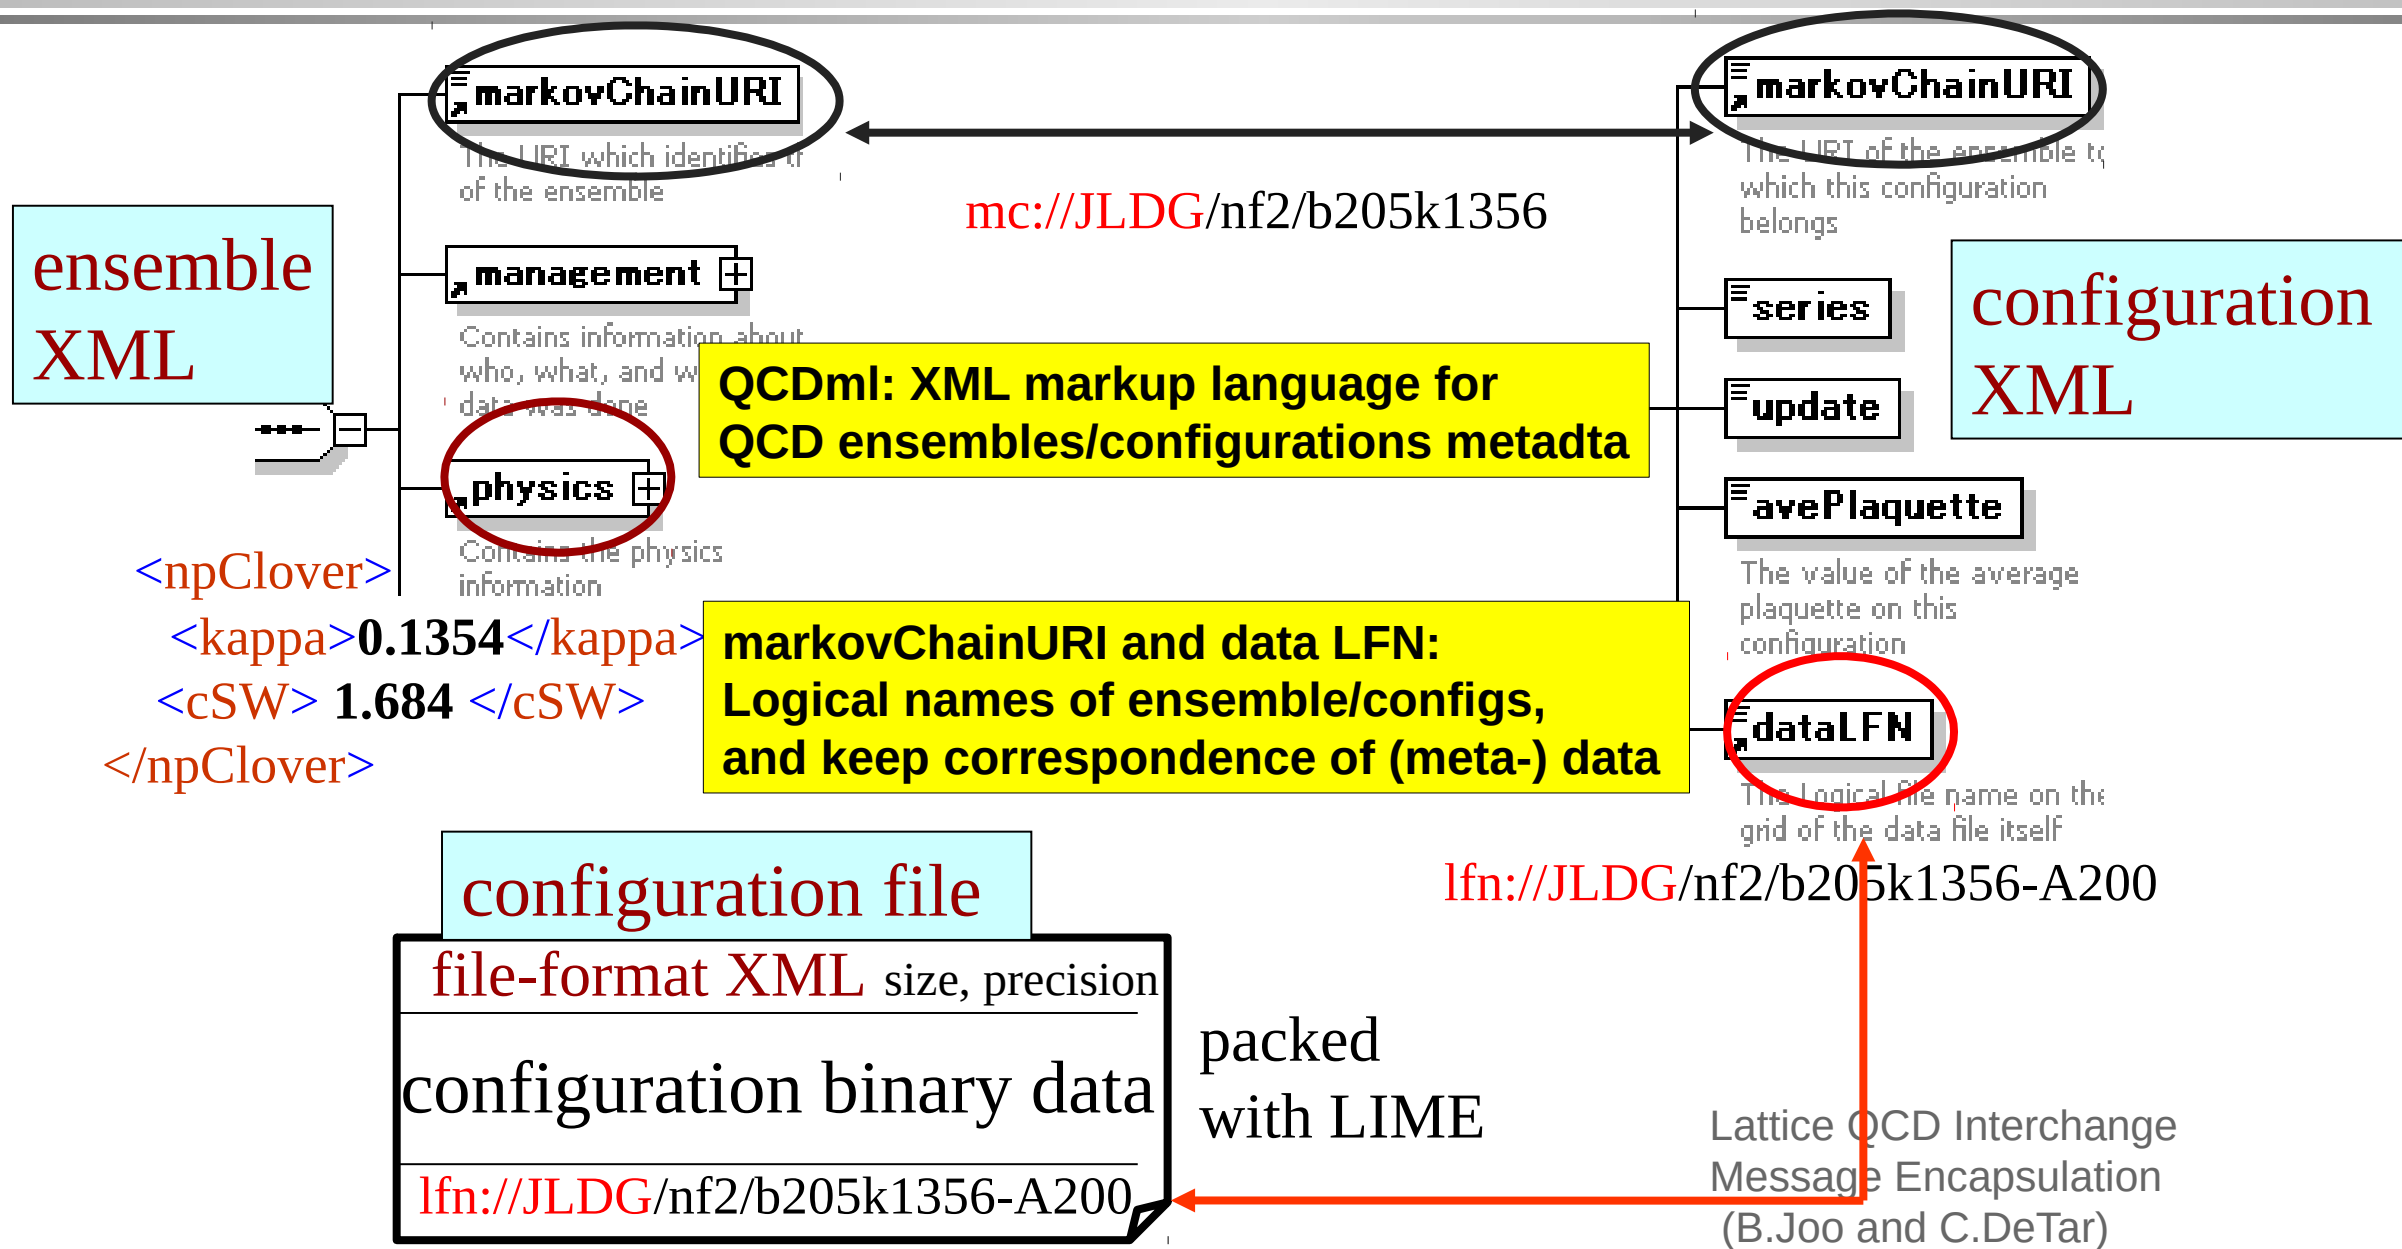 markovChainURI
The URI which identifies
of the ensemble
ensemble
XML
management
Contains information about
who, what, and
data was done
physics
Contains the physics
information
<npClover>
<kappa>0.1354</kappa>
<cSW> 1.684 </cSW>
</npClover>
mc://JLDG/nf2/b205k1356
QCDml: XML markup language for
QCD ensembles/configurations metadta
markovChainURI and data LFN:
Logical names of ensemble/configs,
and keep correspondence of (meta-) data
markovChainURI
The URI of the ensemble
which this configuration
belongs
configuration
XML
series
update
avePlaquette
The value of the average
plaquette on this
configuration
dataLFN
The Logical file name on the
grid of the data file itself
lfn://JLDG/nf2/b205k1356-A200
configuration file
file-format XML size, precision
configuration binary data
lfn://JLDG/nf2/b205k1356-A200
packed
with LIME
Lattice QCD Interchange
Message Encapsulation
(B.Joo and C.DeTar)